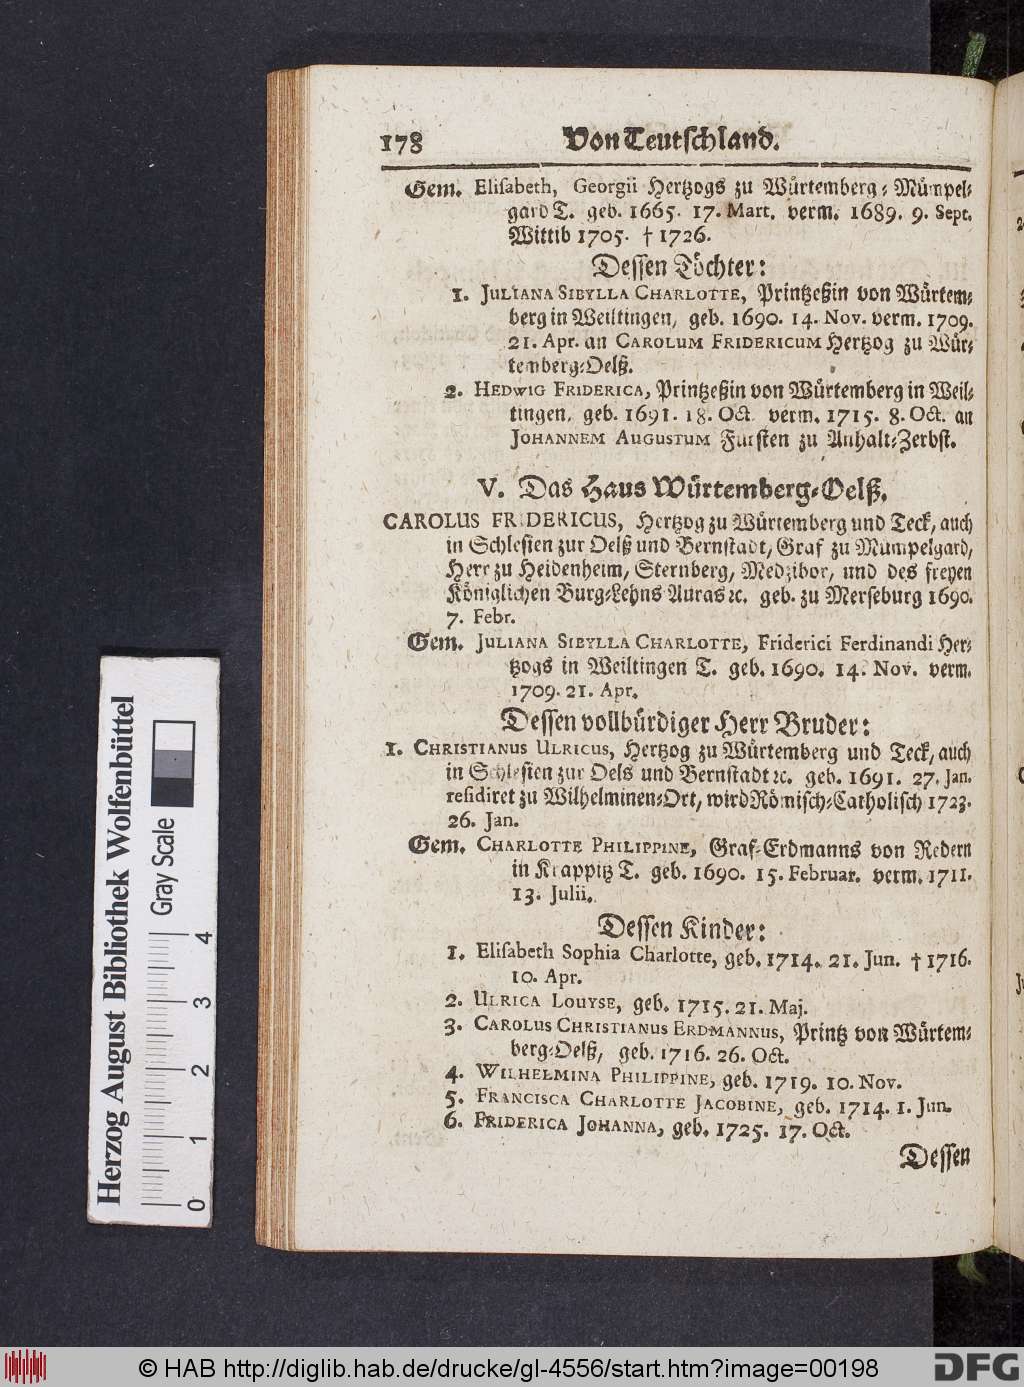 178 Von Teutschland.
Gem. Elisabeth, Georgii Hertzogs zu Würtemberg-Mümpel-
gard T. geb. 1665. 17. Mart. verm. 1689. 9. Sept.
Wittib 1705. † 1726.
Dessen Töchter:
1. JULIANA SIBYLLA CHARLOTTE, Printzeßin von Würtem-
berg in Weiltingen, geb. 1690. 14. Nov. verm. 1709.
21. Apr. an CAROLUM FRIDERICUM Hertzog zu Wür-
temberg-Oelß.
2. HEDWIG FRIDERICA, Printzeßin von Würtemberg in Weil-
tingen, geb. 1691. 18. Oct. verm. 1715. 8. Oct. an
JOHANNEM AUGUSTUM Fürsten zu Anhalt-Zerbst.
V. Das Haus Würtemberg-Oelß.
CAROLUS FRIDERICUS, Hertzog zu Würtemberg und Teck, auch
in Schlesien zur Oelß und Bernstadt, Graf zu Mümpelgard,
Herr zu Heidenheim, Sternberg, Medzibor, und des freyen
Königlichen Burg-Lehns Auras ꝛc. geb. zu Merseburg 1690.
7. Febr.
Gem. JULIANA SIBYLLA CHARLOTTE, Friderici Ferdinandi Her-
tzogs in Weiltingen T. geb. 1690. 14. Nov. verm.
1709. 21. Apr.
Dessen vollbürdiger Herr Bruder:
1. CHRISTIANUS ULRICUS, Hertzog zu Würtemberg und Teck, auch
in Schlesien zur Oels und Bernstadt ꝛc. geb. 1691. 27. Jan.
residiret zu Wilhelminen-Ort, wird Römisch-Catholisch 1723.
26. Jan.
Gem. CHARLOTTE PHILIPPINE, Graf-Erdmanns von Redern
in Krappitz T. geb. 1690. 15. Februar. verm. 1711.
13. Julii.
Dessen Kinder:
1. Elisabeth Sophia Charlotte, geb. 1714. 21. Jun. † 1716.
10. Apr.
2. ULRICA LOUYSE, geb. 1715. 21. Maj.
3. CAROLUS CHRISTIANUS ERDMANNUS, Printz von Würtem-
berg-Oelß, geb. 1716. 26. Oct.
4. WILHELMINA PHILIPPINE, geb. 1719. 10. Nov.
5. FRANCISCA CHARLOTTE JACOBINE, geb. 1714. 1. Jun.
6. FRIDERICA JOHANNA, geb. 1725. 17. Oct.
Dessen
Herzog August Bibliothek Wolfenbüttel
Gray Scale
0 1 2 3 4
© HAB http://diglib.hab.de/drucke/gl-4556/start.htm?image=00198
DFG